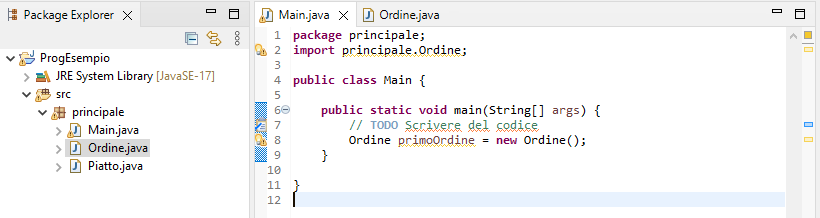 Package Explorer
ProgEsempio
JRE System Library [JavaSE-17]
src
principale
Main.java
Ordine.java
Piatto.java
Main.java
Ordine.java
1 package principale;
2 import principale.Ordine;
3
4 public class Main {
5
6 public static void main(String[] args) {
7 // TODO Scrivere del codice
8 Ordine primoOrdine = new Ordine();
9 }
10
11 }
12